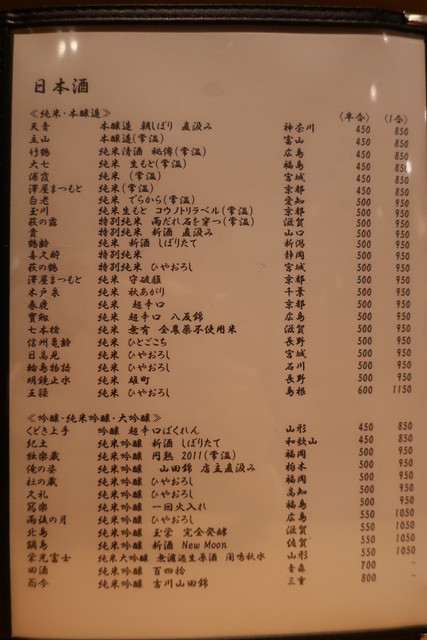 日本酒
≪純米・本醸造≫ （半合） （1合）
天青 本醸造 朝しぼり 直汲み 神奈川 450 850
立山 本醸造(常温) 富山 450 850
竹鶴 純米清酒 秘傳(常温) 広島 450 850
大七 純米 生もと(常温) 福島 450 850
浦霞 純米 (常温) 宮城 450 850
澤屋まつもと 純米(常温) 京都 450 850
白老 純米 でらから(常温) 愛知 500 950
玉川 純米生もと コウノトリラベル(常温) 京都 500 950
萩の露 特別純米 雨だれ石を穿つ(常温) 滋賀 500 950
貴 特別純米 新酒 直汲み 山口 500 950
鶴齢 純米 新酒 しぼりたて 新潟 500 950
喜久酔 特別純米 静岡 500 950
萩の鶴 特別純米 ひやおろし 宮城 500 950
澤屋まつもと 純米 守破離 京都 500 950
木戸泉 純米 秋あがり 千葉 500 950
春鹿 純米 超辛口 京都 500 950
寶剱 純米 超辛口 八反錦 広島 500 950
七本槍 純米 無有 全農薬不使用米 滋賀 500 950
信州亀齢 純米 ひとごこち 長野 500 950
日高見 純米 ひやおろし 宮城 500 950
輪島物語 純米 ひやおろし 石川 500 950
明鏡止水 純米 雄町 長野 500 950
王祿 純米 ひやおろし 島根 600 1150
≪吟醸・純米吟醸・大吟醸≫
くどき上手 吟醸 超辛口ばくれん 山形 450 850
紀土 純米吟醸 新酒 しぼりたて 和歌山 450 850
独楽蔵 純米吟醸 円熟 2011(常温) 福岡 500 950
俺の姿 純米吟醸 山田錦 店主直汲み 栃木 500 950
杜の蔵 純米吟醸 ひやおろし 福岡 500 950
久礼 純米吟醸 ひやおろし 高知 500 950
冩樂 純米吟醸 一回火入れ 福島 500 950
雨後の月 純米吟醸 ひやおろし 広島 550 1050
北島 純米吟醸 玉栄 完全発酵 滋賀 550 1050
鍋島 純米吟醸 新酒 New Moon 佐賀 550 1050
栄光冨士 純米大吟醸 無濾過生原酒 闇鳴秋水 山形 550 1050
田酒 純米吟醸 百四拾 青森 700 -
而今 純米吟醸 吉川山田錦 三重 800 -